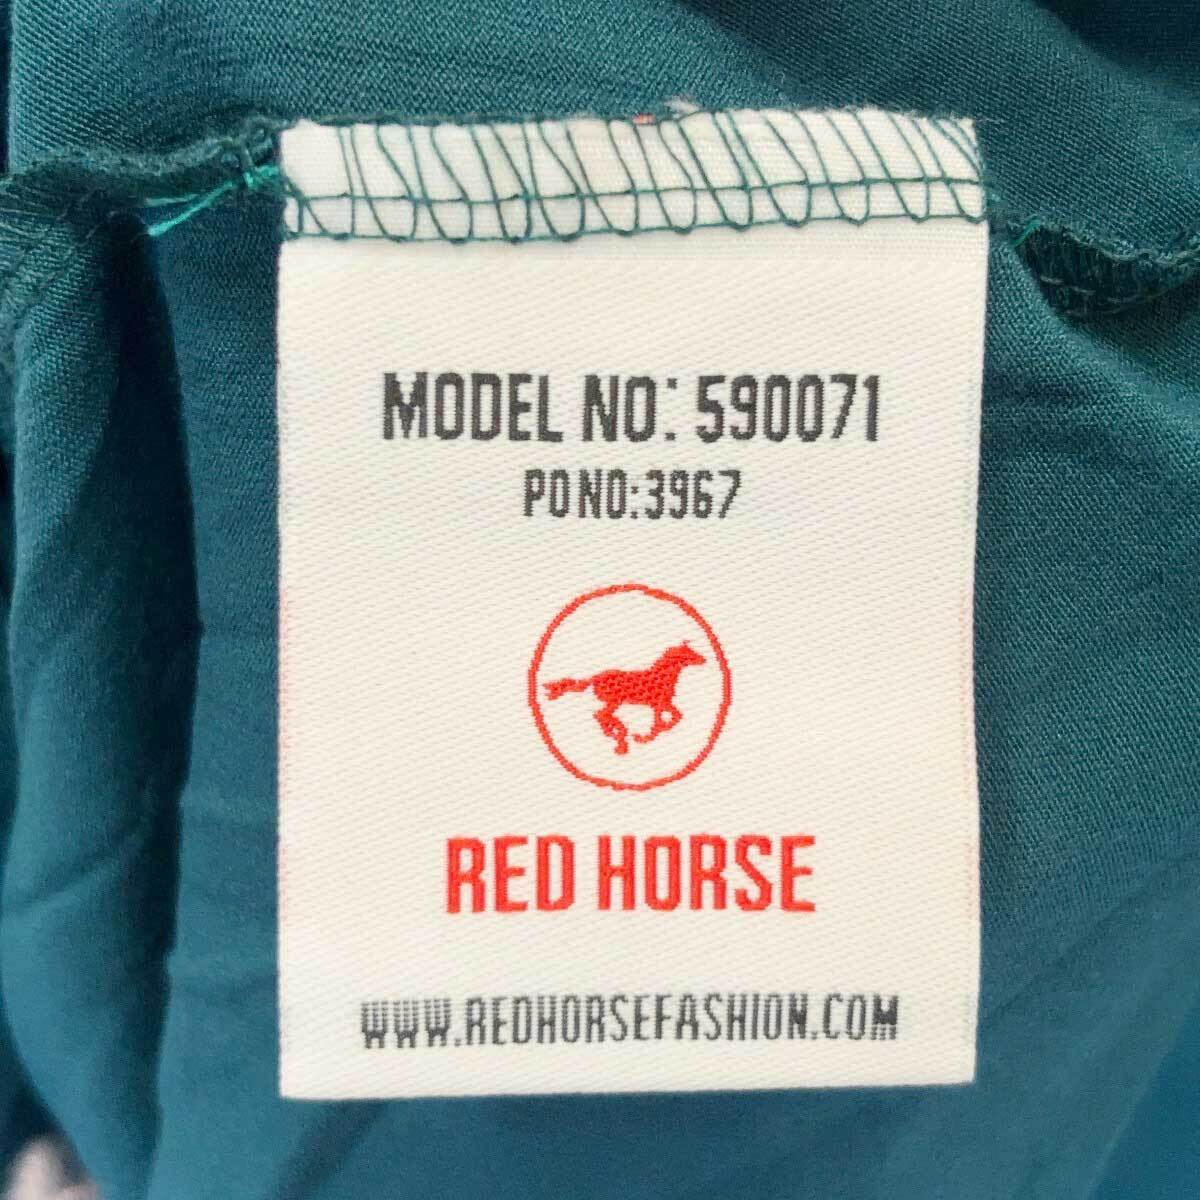 MODEL NO: 590071
PO NO:3967
RED HORSE
WWW.REDHORSEFASHION.COM